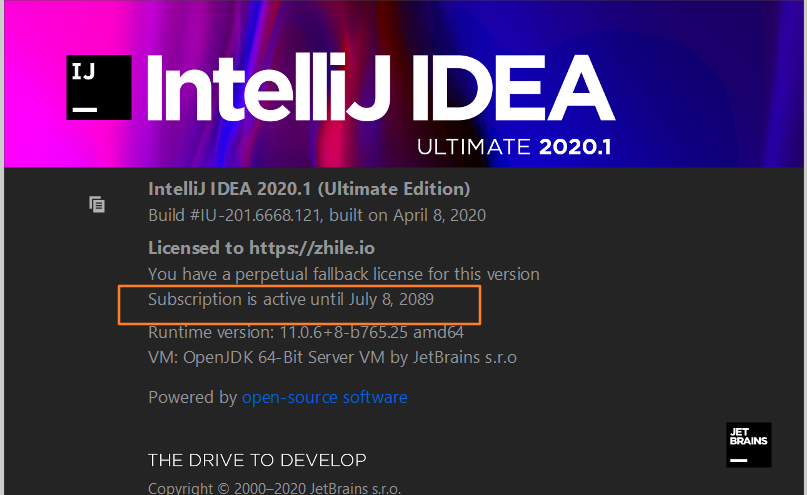 IJ
IntelliJ IDEA
ULTIMATE 2020.1
IntelliJ IDEA 2020.1 (Ultimate Edition)
Build #IU-201.6668.121, built on April 8, 2020
Licensed to https://zhile.io
You have a perpetual fallback license for this version
Subscription is active until July 8, 2089
Runtime version: 11.0.6+8-b765.25 amd64
VM: OpenJDK 64-Bit Server VM by JetBrains s.r.o
Powered by open-source software
JET
BRAINS
THE DRIVE TO DEVELOP
Copyright © 2000–2020 JetBrains s.r.o.